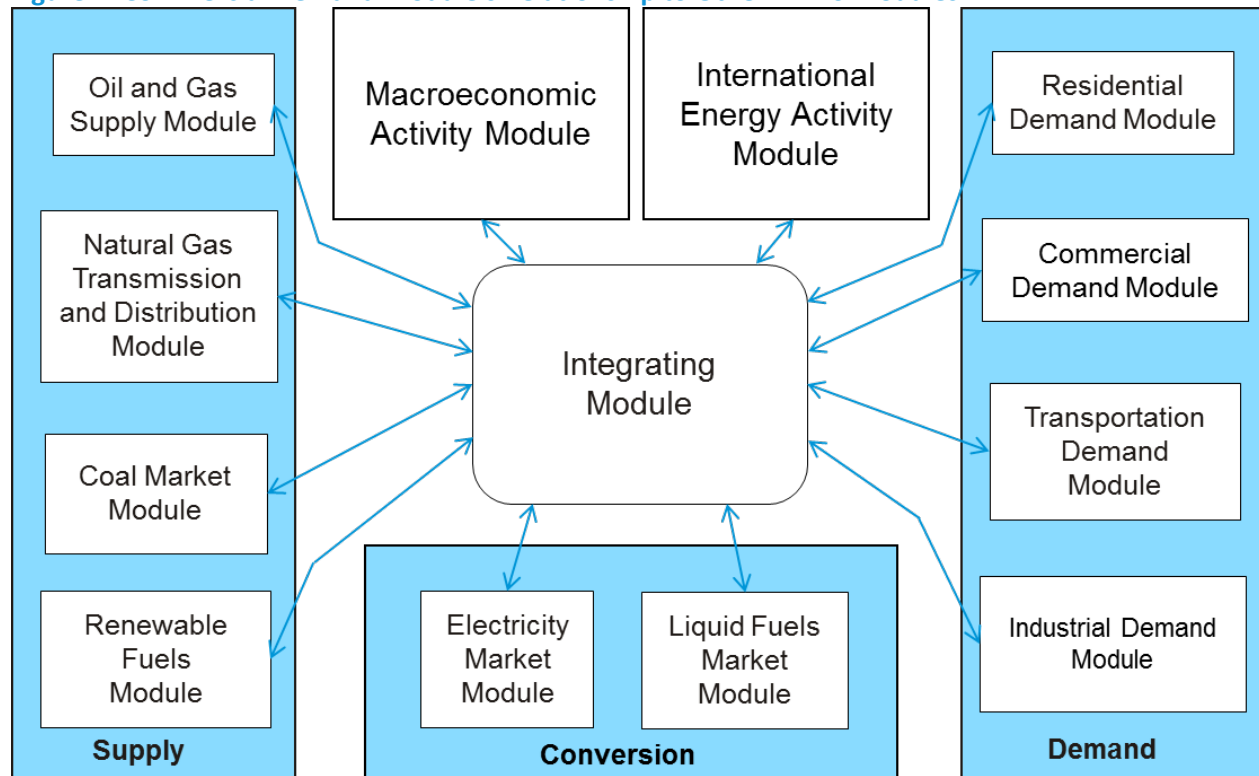 Oil and Gas
Supply Module
Natural Gas
Transmission
and Distribution
Module
Coal Market
Module
Renewable
Fuels
Module
Supply
Macroeconomic
Activity Module
International
Energy Activity
Module
Integrating
Module
Electricity
Market
Module
Liquid Fuels
Market
Module
Conversion
Residential
Demand Module
Commercial
Demand Module
Transportation
Demand
Module
Industrial Demand
Module
Demand